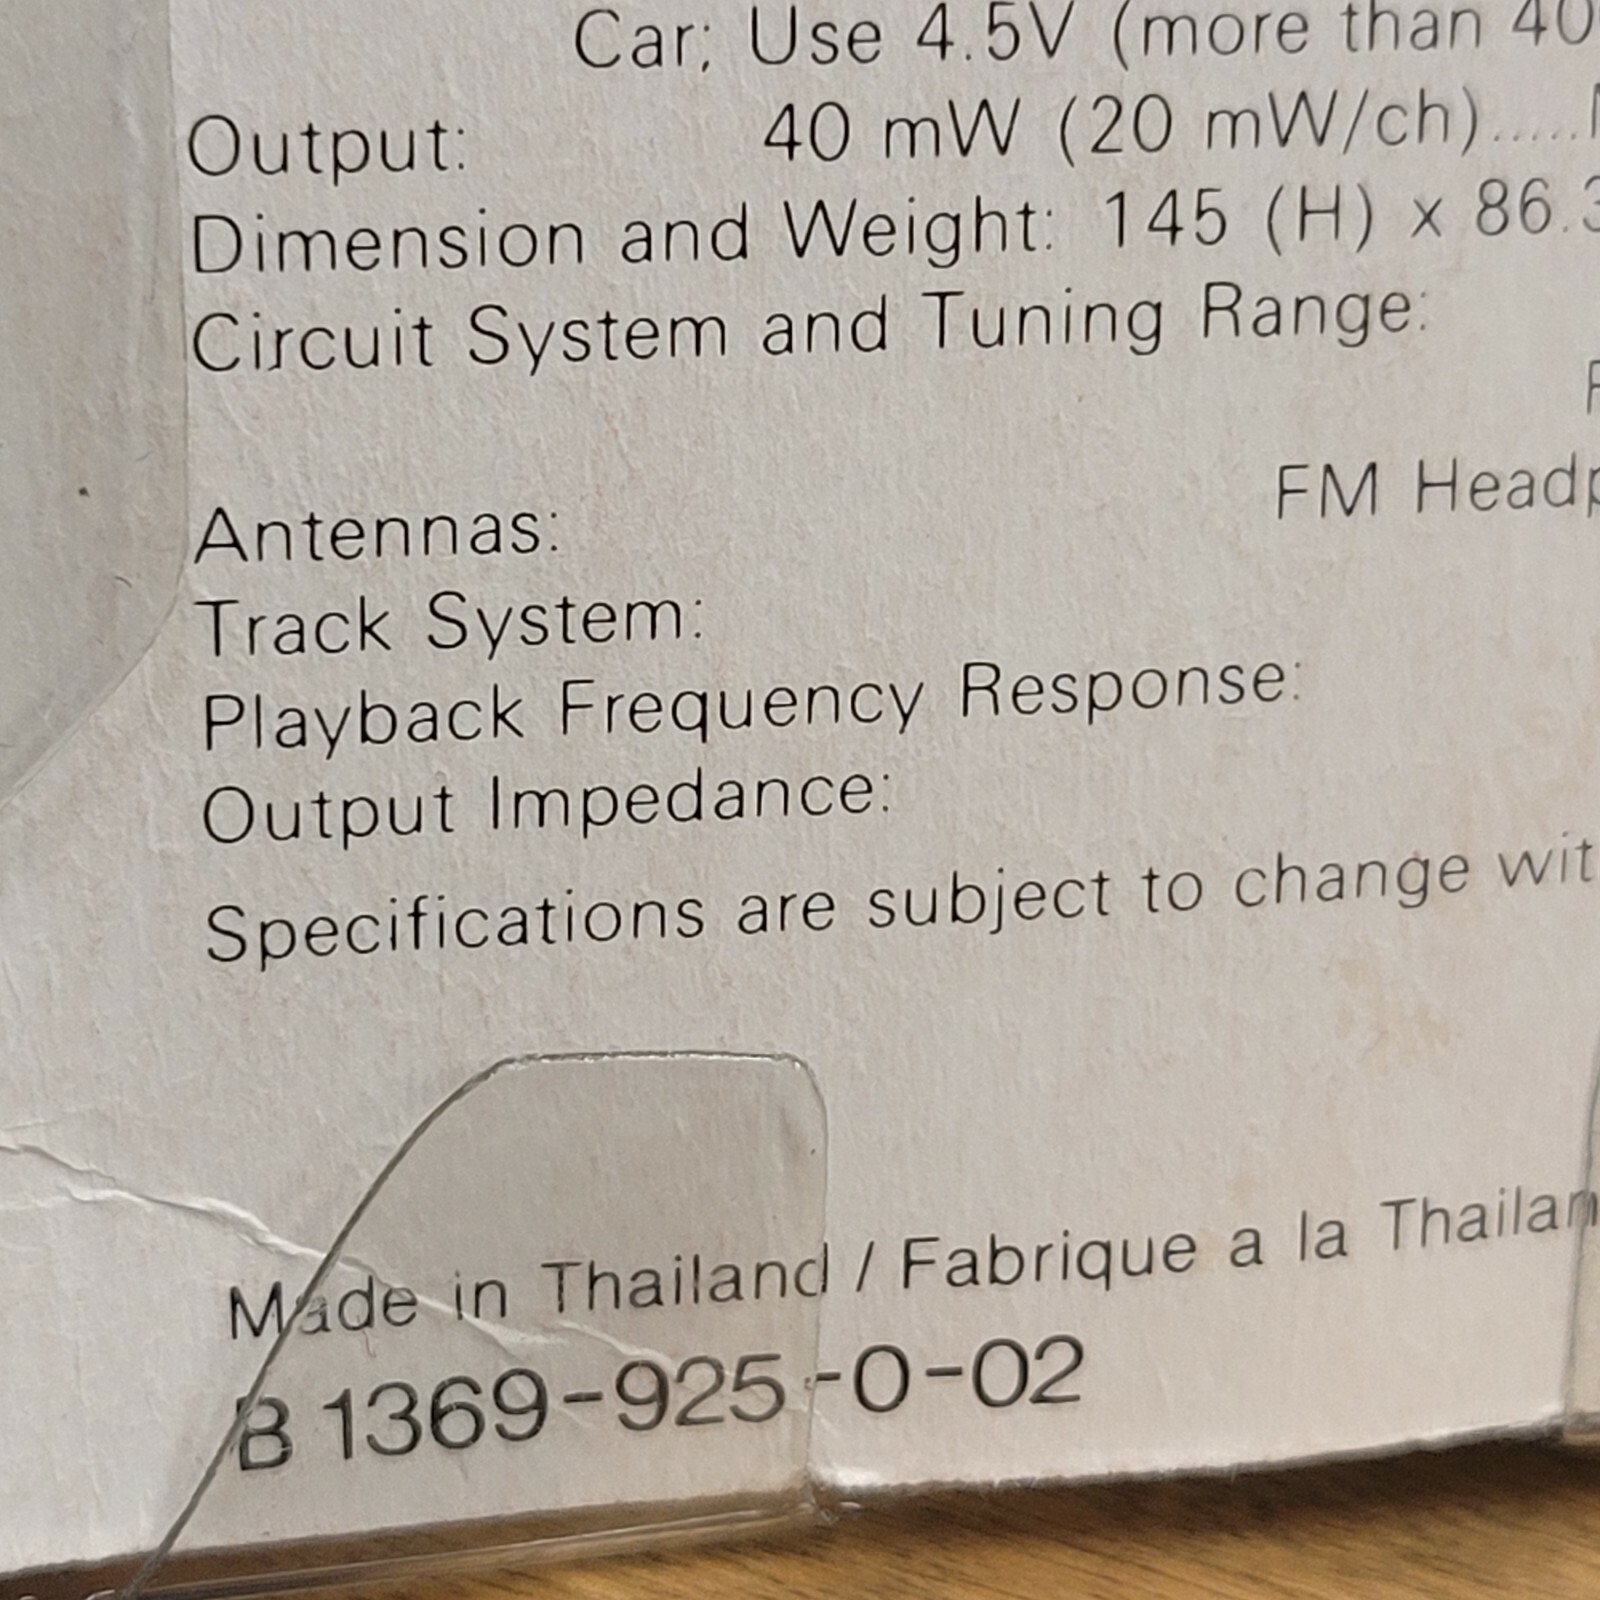 Car; Use 4.5V (more than 40
Output: 40 mW (20 mW/ch).....
Dimension and Weight: 145 (H) x 86.3
Circuit System and Tuning Range:
FM Headp
Antennas:
Track System:
Playback Frequency Response:
Output Impedance:
Specifications are subject to change wit
Made in Thailand / Fabrique a la Thailan
B 1369-925-0-02